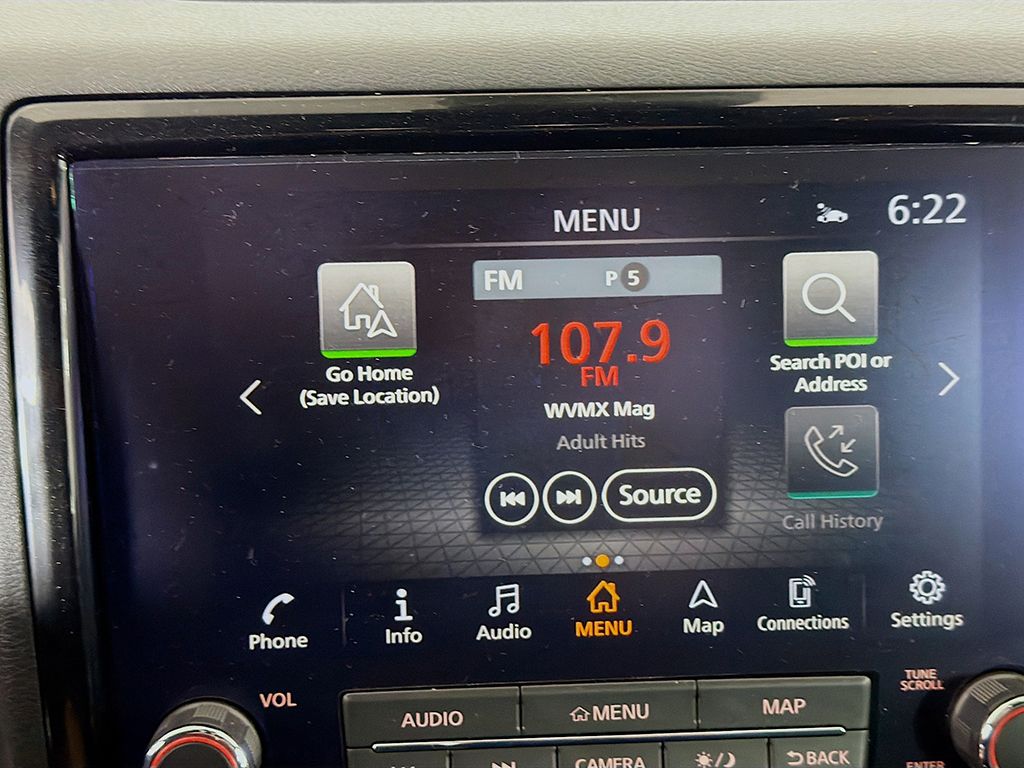 MENU
6:22
FM P 5
107.9
FM
WVMX Mag
Adult Hits
Source
Go Home
(Save Location)
Search POI or
Address
Call History
Phone
Info
Audio
MENU
Map
Connections
Settings
VOL
TUNE
SCROLL
AUDIO
MENU
MAP
CAMERA
BACK
ENTER